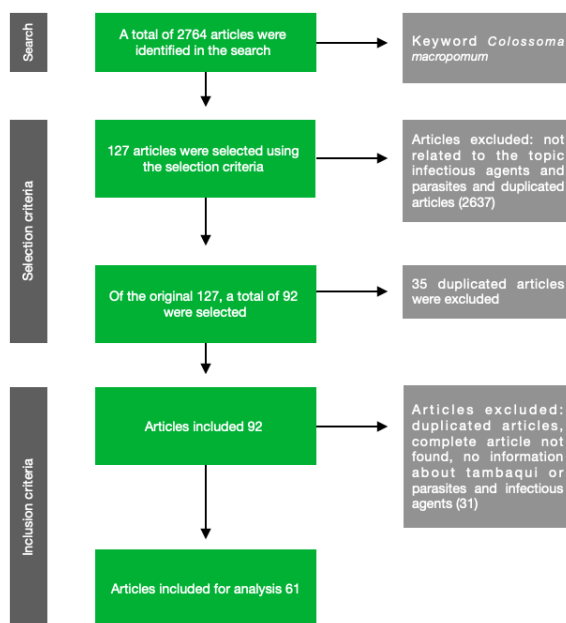 Search
A total of 2764 articles were
identified in the search
Keyword Colossoma
macropomum
Selection criteria
127 articles were selected using
the selection criteria
Articles excluded: not
related to the topic
infectious agents and
parasites and duplicated
articles (2637)
Of the original 127, a total of 92
were selected
35 duplicated articles
were excluded
Inclusion criteria
Articles included 92
Articles excluded:
duplicated articles,
complete article not
found, no information
about tambaqui or
parasites and infectious
agents (31)
Articles included for analysis 61